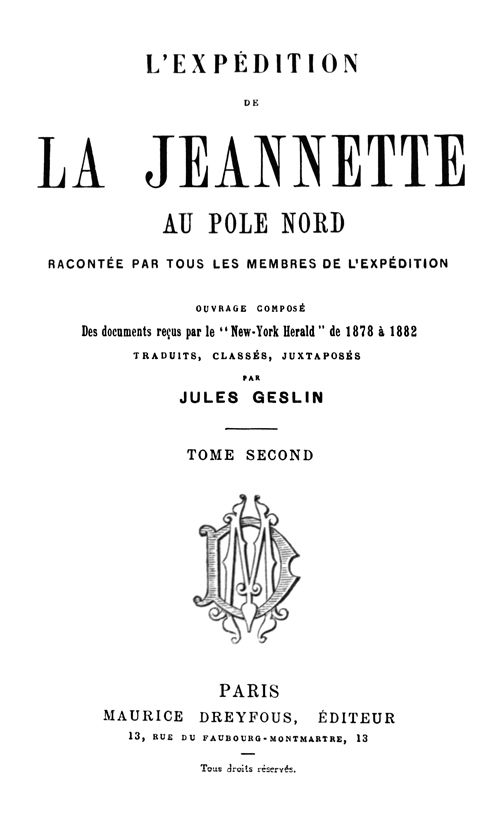 L'EXPÉDITION
DE
LA JEANNETTE
AU POLE NORD
RACONTÉE PAR TOUS LES MEMBRES DE L'EXPÉDITION
OUVRAGE COMPOSÉ
Des documents reçus par le “New-York Herald” de 1878 à 1882
TRADUITS, CLASSÉS, JUXTAPOSÉS
PAR
JULES GESLIN
TOME SECOND
MD
PARIS
MAURICE DREYFOUS, ÉDITEUR
13, RUE DU FAUBOURG-MONTMARTRE, 13
Tous droits réservés.